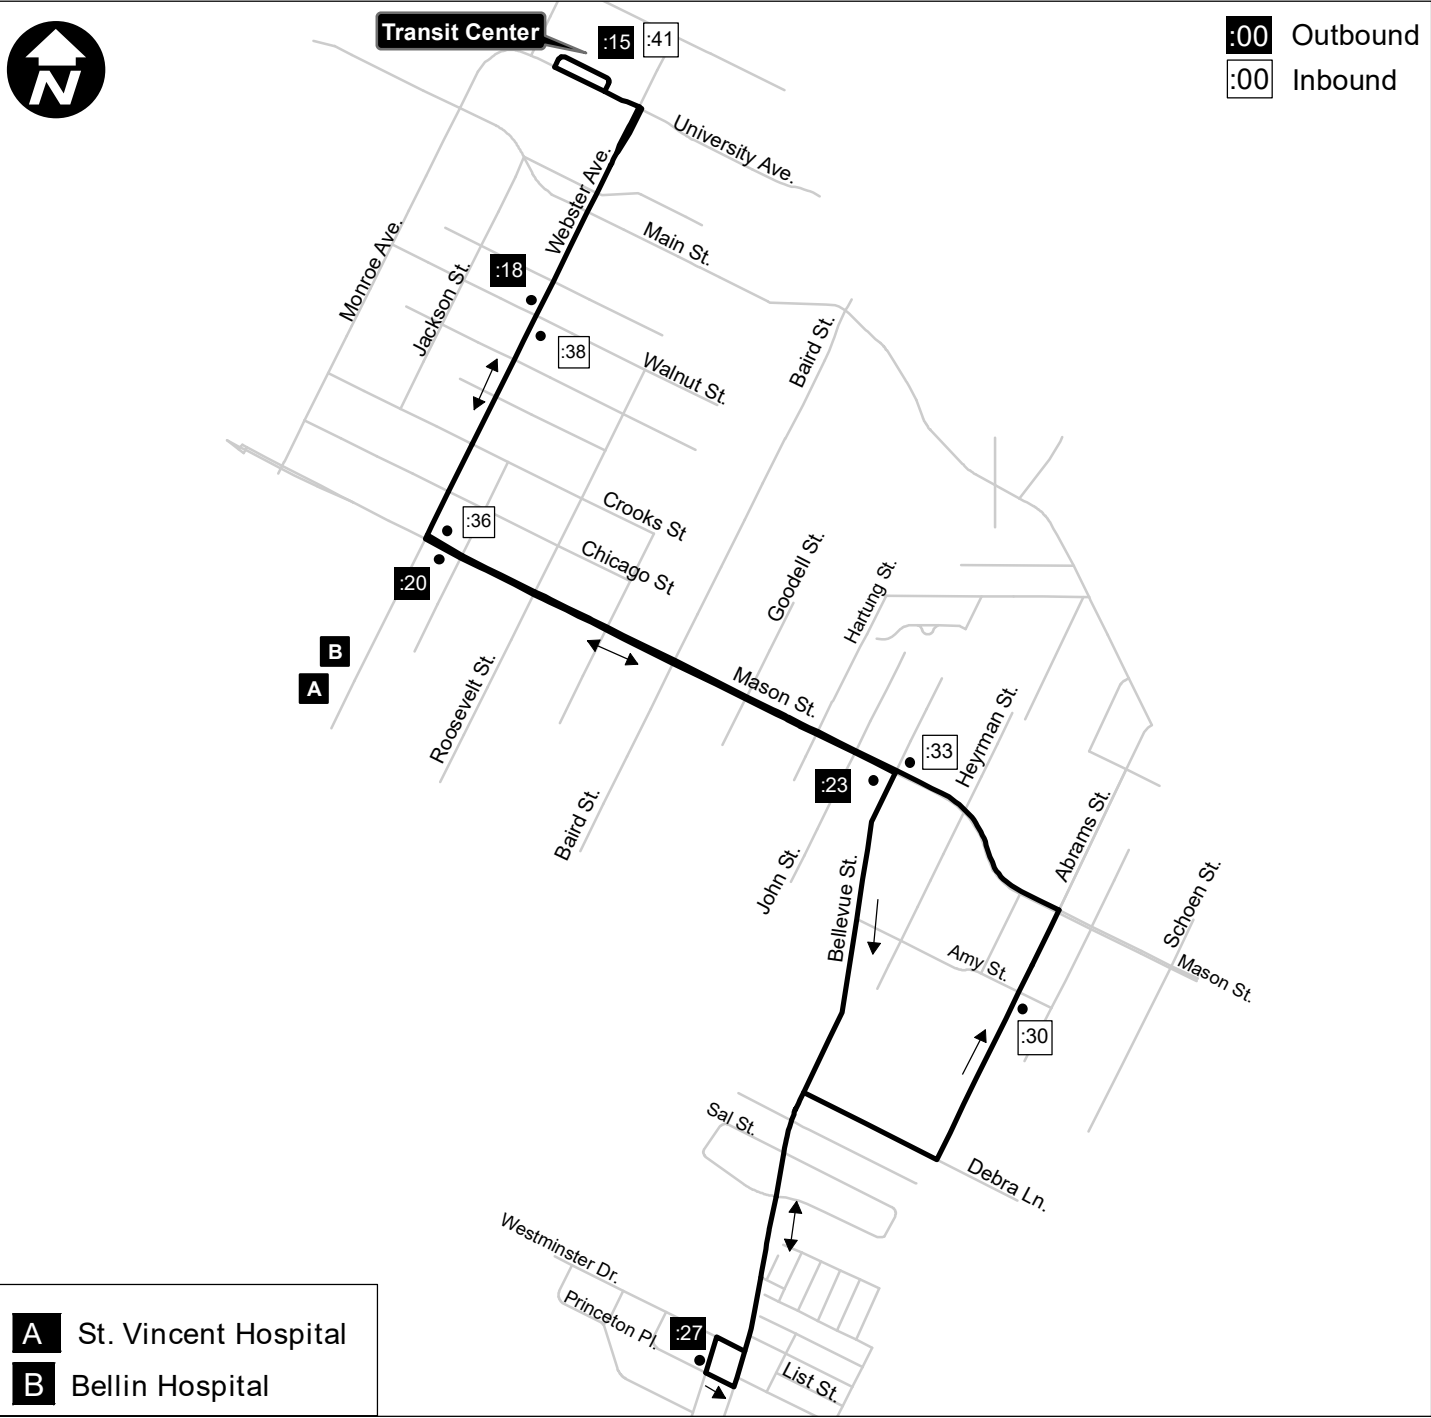 N
Transit Center
:15
:41
:00 Outbound
:00 Inbound
University Ave.
Webster Ave.
Main St.
Monroe Ave.
Jackson St.
:18
:38
Walnut St.
Baird St.
:36
Crooks St
Chicago St
:20
Goodell St.
Hartung St.
B
A
Roosevelt St.
Mason St.
Heyrman St.
:33
:23
Baird St.
John St.
Bellevue St.
Abrams St.
Schoen St.
Amy St.
Mason St.
:30
Sal St.
Debra Ln.
Westminster Dr.
Princeton Pl.
:27
List St.
A St. Vincent Hospital
B Bellin Hospital